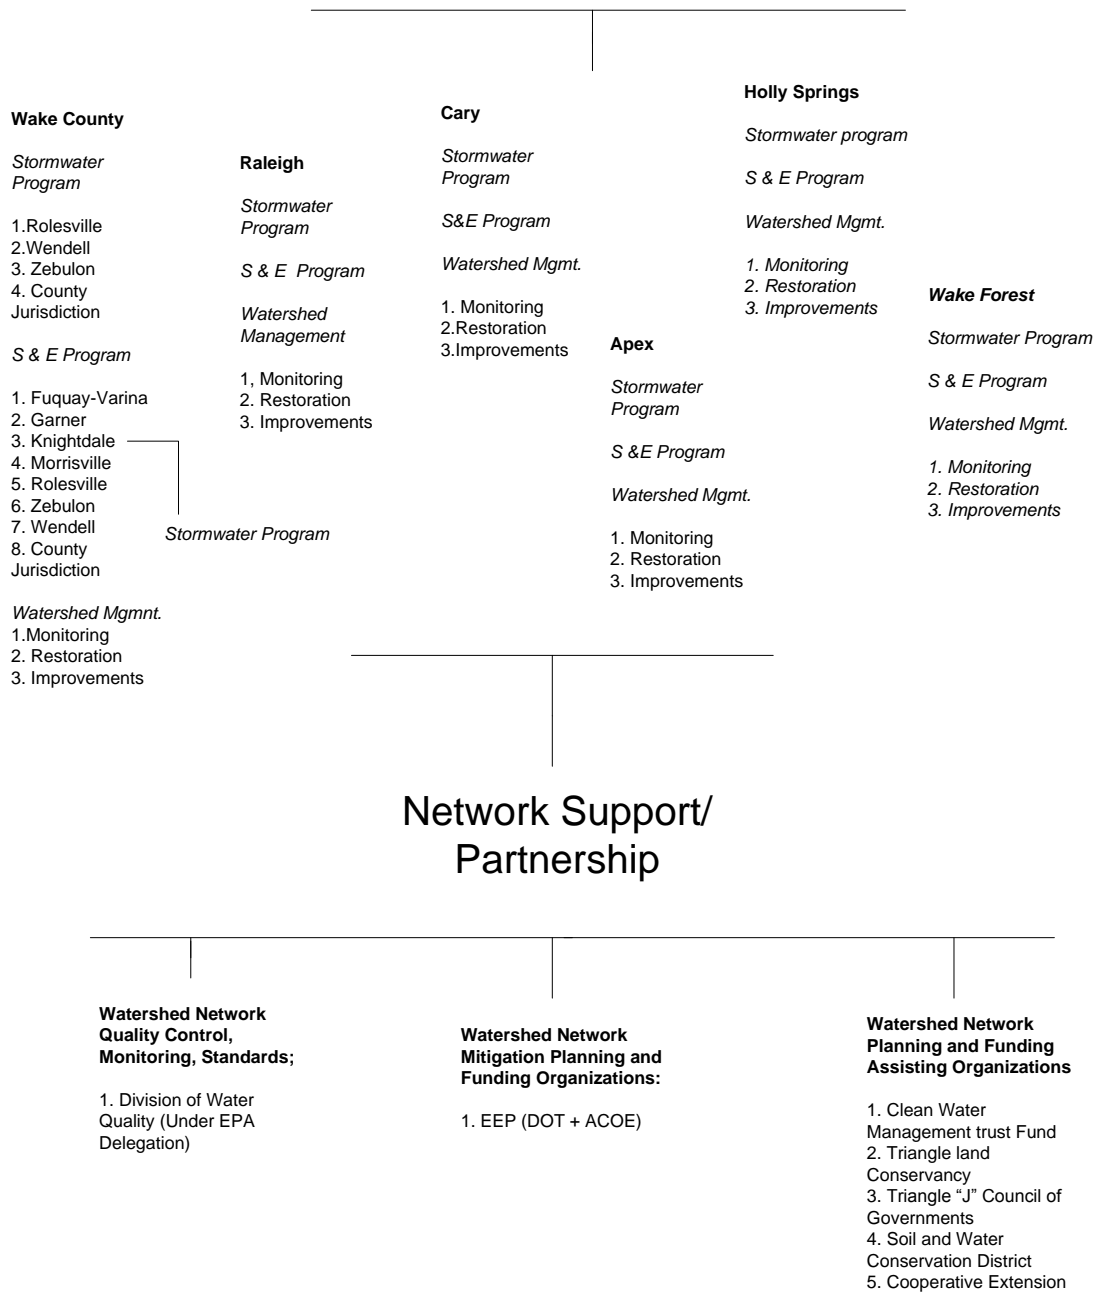 Wake County
Stormwater
Program
1.Rolesville
2.Wendell
3. Zebulon
4. County
Jurisdiction
S & E Program
1. Fuquay-Varina
2. Garner
3. Knightdale
4. Morrisville
5. Rolesville
6. Zebulon
7. Wendell
8. County
Jurisdiction
Stormwater Program
Watershed Mgmnt.
1.Monitoring
2. Restoration
3. Improvements
Raleigh
Stormwater
Program
S & E  Program
Watershed
Management
1, Monitoring
2. Restoration
3. Improvements
Cary
Stormwater
Program
S&E Program
Watershed Mgmt.
1. Monitoring
2.Restoration
3.Improvements
Apex
Stormwater
Program
S &E Program
Watershed Mgmt.
1. Monitoring
2. Restoration
3. Improvements
Holly Springs
Stormwater program
S & E Program
Watershed Mgmt.
1. Monitoring
2. Restoration
3. Improvements
Wake Forest
Stormwater Program
S & E Program
Watershed Mgmt.
1. Monitoring
2. Restoration
3. Improvements
Network Support/
Partnership
Watershed Network
Quality Control,
Monitoring, Standards;
1. Division of Water
Quality (Under EPA
Delegation)
Watershed Network
Mitigation Planning and
Funding Organizations:
1. EEP (DOT + ACOE)
Watershed Network
Planning and Funding
Assisting Organizations
1. Clean Water
Management trust Fund
2. Triangle land
Conservancy
3. Triangle “J” Council of
Governments
4. Soil and Water
Conservation District
5. Cooperative Extension